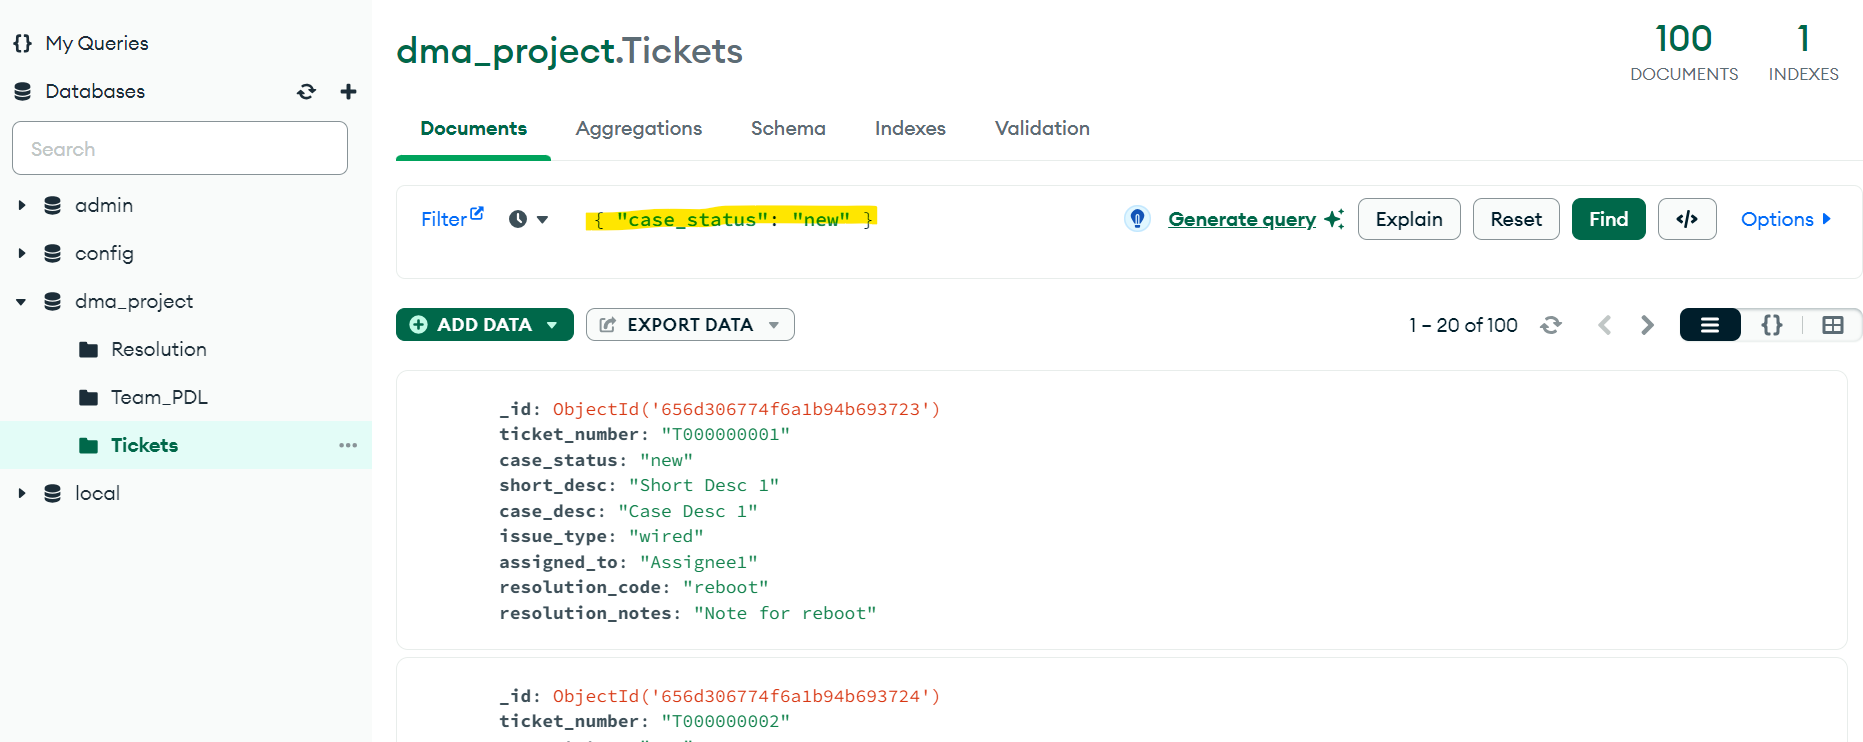 {} My Queries
Databases
Search
admin
config
dma_project
Resolution
Team_PDL
Tickets
local
dma_project.Tickets
100
DOCUMENTS
1
INDEXES
Documents Aggregations Schema Indexes Validation
Filter { "case_status": "new" } Generate query Explain Reset Find </> Options
ADD DATA EXPORT DATA 1 – 20 of 100 {}
_id: ObjectId('656d306774f6a1b94b693723')
ticket_number: "T000000001"
case_status: "new"
short_desc: "Short Desc 1"
case_desc: "Case Desc 1"
issue_type: "wired"
assigned_to: "Assignee1"
resolution_code: "reboot"
resolution_notes: "Note for reboot"
_id: ObjectId('656d306774f6a1b94b693724')
ticket_number: "T000000002"